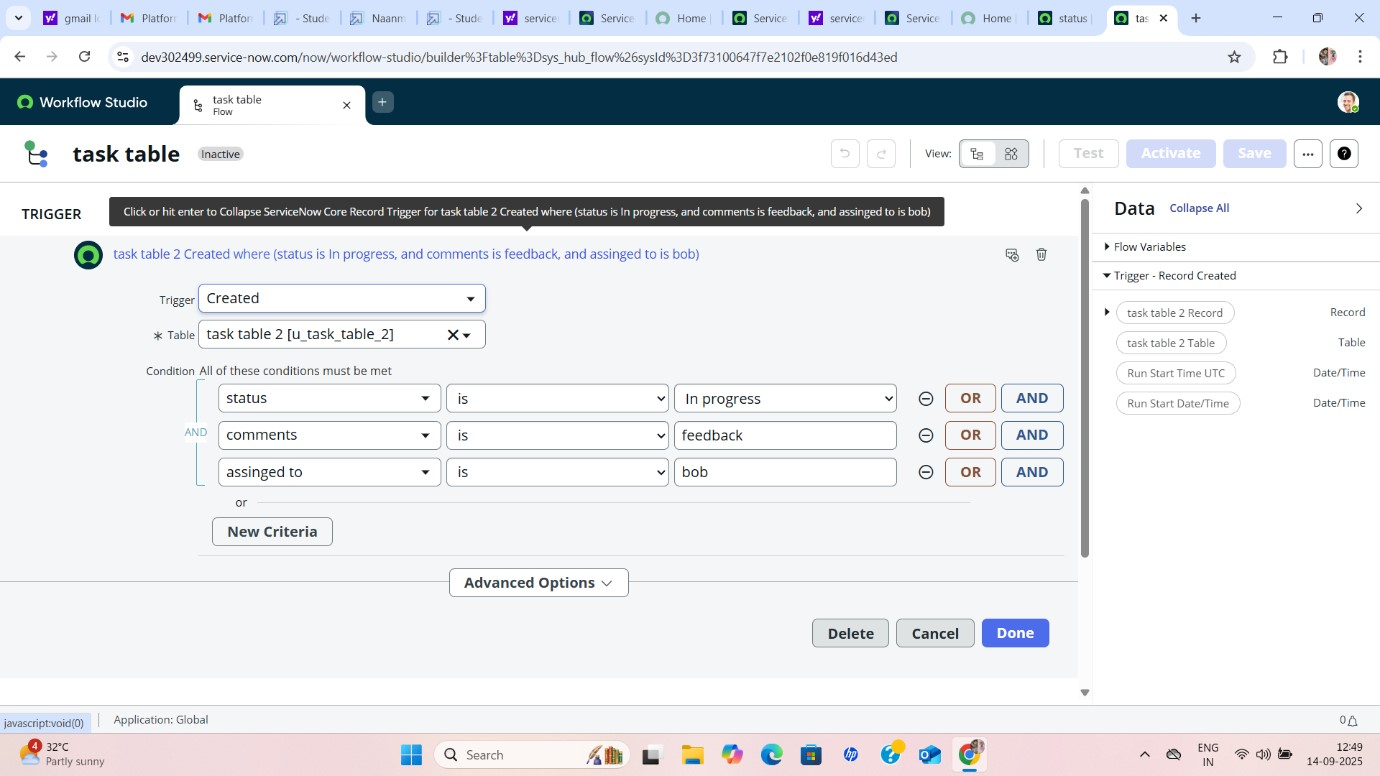 gmail l
Platforr
Platforr
- Stude
Naanm
- Stude
service
Service
Home
Service
service
Service
Home
status
tas
dev302499.service-now.com/now/workflow-studio/builder%3Ftable%3Dsys_hub_flow%26sysId%3D3f73100647f7e2102f0e819f016d43ed
Workflow Studio
task table
Flow
task table
Inactive
View:
Test
Activate
Save
TRIGGER
Click or hit enter to Collapse ServiceNow Core Record Trigger for task table 2 Created where (status is In progress, and comments is feedback, and assinged to is bob)
task table 2 Created where (status is In progress, and comments is feedback, and assinged to is bob)
Trigger Created
* Table task table 2 [u_task_table_2]
Condition All of these conditions must be met
AND
status is In progress OR AND
comments is feedback OR AND
assinged to is bob OR AND
or
New Criteria
Advanced Options
Delete Cancel Done
Data Collapse All
Flow Variables
Trigger - Record Created
task table 2 Record Record
task table 2 Table Table
Run Start Time UTC Date/Time
Run Start Date/Time Date/Time
javascript:void(0)
Application: Global
0
4
32°C
Partly sunny
Search
ENG
IN
12:49
14-09-2025